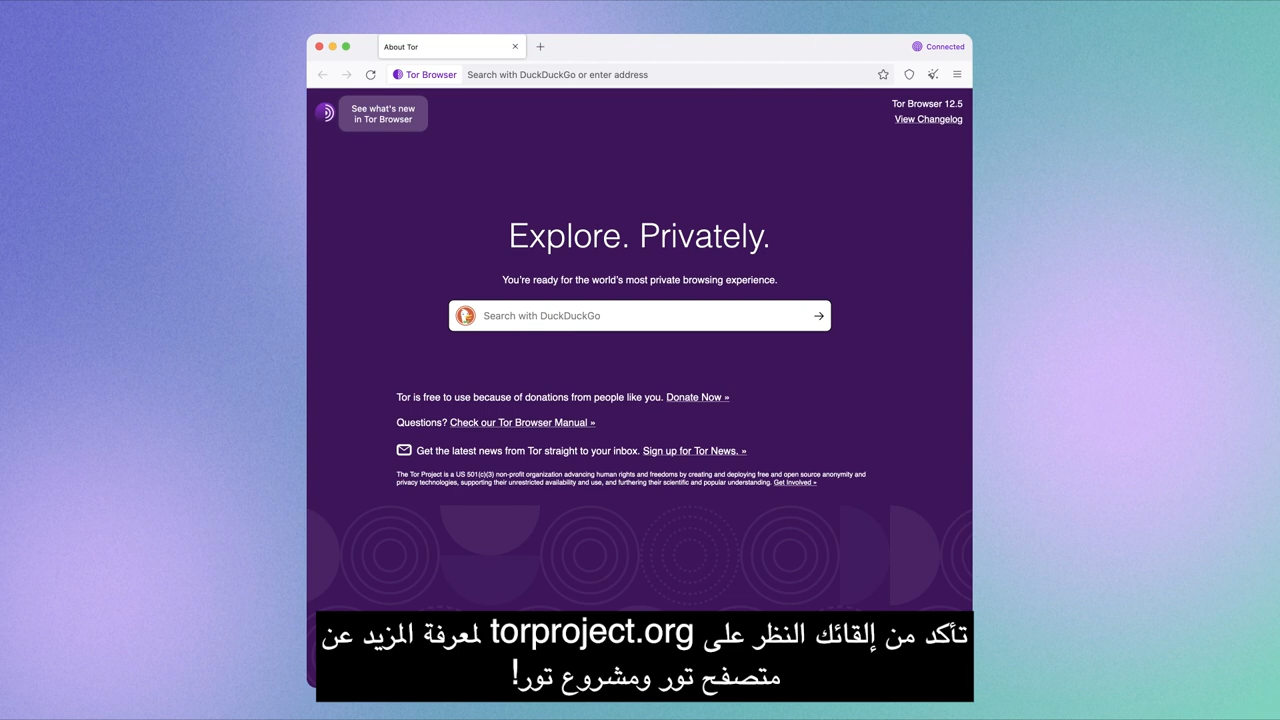 About Tor
Connected
Tor Browser
Search with DuckDuckGo or enter address
See what's new
in Tor Browser
Tor Browser 12.5
View Changelog
Explore. Privately.
You're ready for the world's most private browsing experience.
Search with DuckDuckGo
Tor is free to use because of donations from people like you. Donate Now »
Questions? Check our Tor Browser Manual »
Get the latest news from Tor straight to your inbox. Sign up for Tor News. »
The Tor Project is a US 501(c)(3) non-profit organization advancing human rights and freedoms by creating and deploying free and open source anonymity and
privacy technologies, supporting their unrestricted availability and use, and furthering their scientific and popular understanding. Get Involved »
تأكد من إلقائك النظر على torproject.org لمعرفة المزيد عن
متصفح تور ومشروع تور!